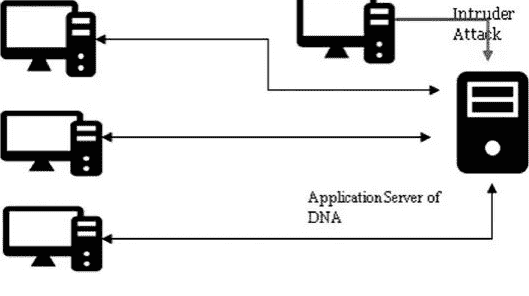 Intruder
Attack
Application Server of
DNA